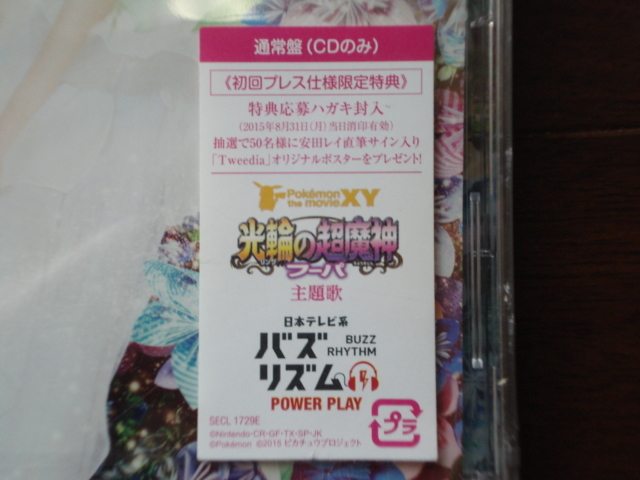 通常盤(CDのみ)
《初回プレス仕様限定特典》
特典応募ハガキ封入
(2015年8月31日(月)当日消印有効)
抽選で50名様に安田レイ直筆サイン入り
「Tweedia」オリジナルポスターをプレゼント!
Pokémon the movie XY
光輪の超魔神
リング
フーパ
主題歌
日本テレビ系
バズ BUZZ
リズム RHYTHM
POWER PLAY
SECL 1729E
プラ
©Nintendo・CR・GF・TX・SP・JK
©Pokémon ©2015 ピカチュウプロジェクト